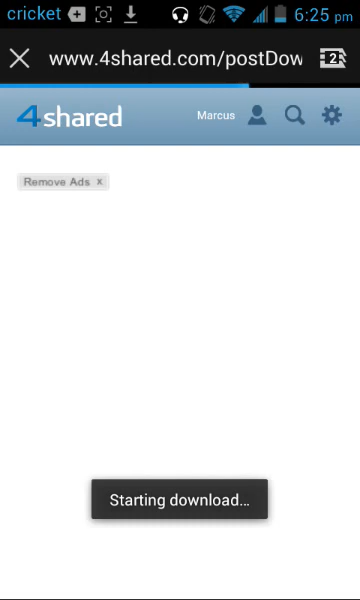 cricket 6:25 pm
www.4shared.com/postDow 2
4shared Marcus
Remove Ads x
Starting download...